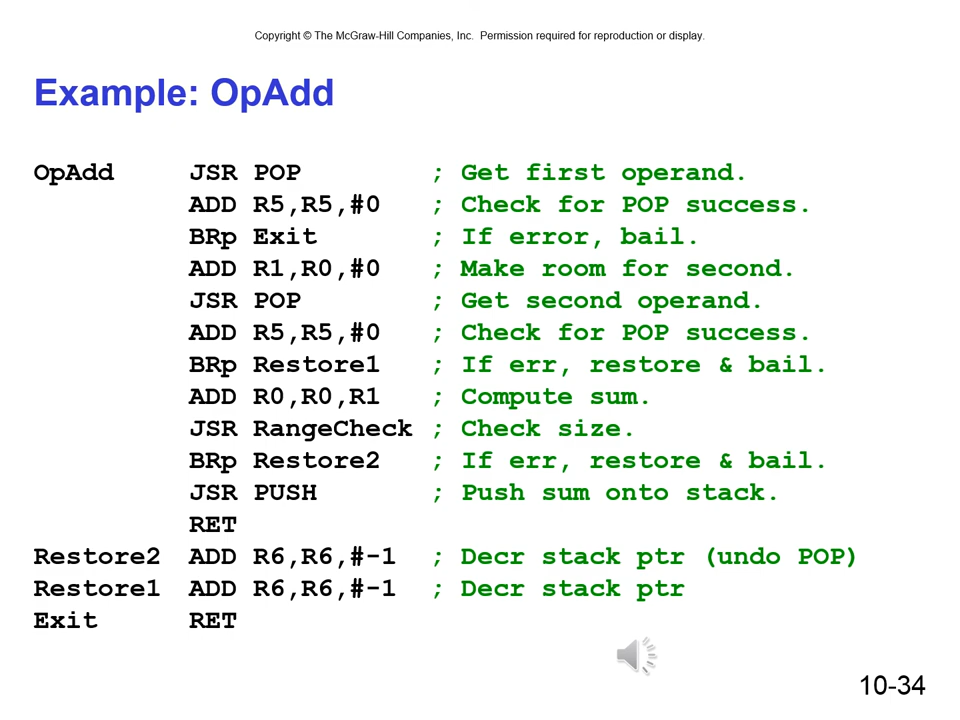 Copyright © The McGraw-Hill Companies, Inc. Permission required for reproduction or display.
Example: OpAdd
OpAdd JSR POP ; Get first operand.
ADD R5,R5,#0 ; Check for POP success.
BRp Exit ; If error, bail.
ADD R1,R0,#0 ; Make room for second.
JSR POP ; Get second operand.
ADD R5,R5,#0 ; Check for POP success.
BRp Restore1 ; If err, restore & bail.
ADD R0,R0,R1 ; Compute sum.
JSR RangeCheck ; Check size.
BRp Restore2 ; If err, restore & bail.
JSR PUSH ; Push sum onto stack.
RET
Restore2 ADD R6,R6,#-1 ; Decr stack ptr (undo POP)
Restore1 ADD R6,R6,#-1 ; Decr stack ptr
Exit RET
10-34